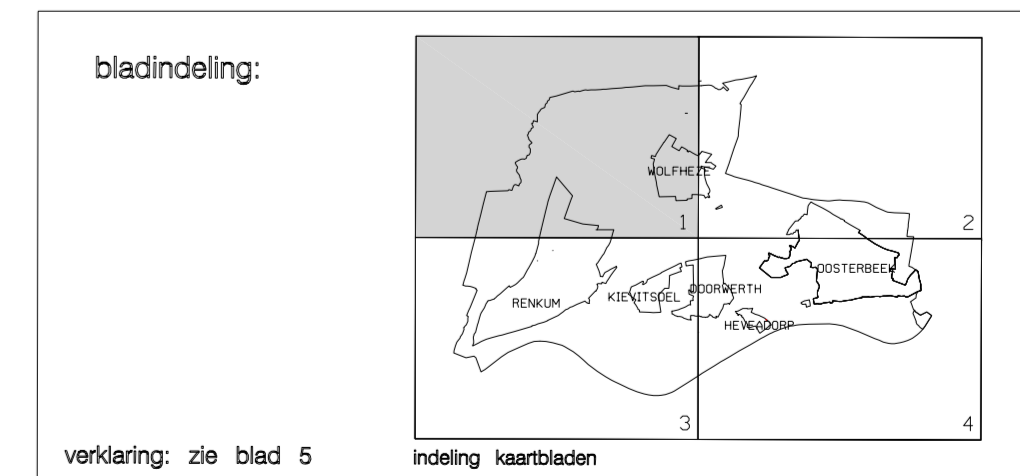 bladindeling:
WOLFHEZE
1
2
OOSTERBEEK
DOORWERTH
KIEVITSDEL
RENKUM
HEVEADORP
3
4
verklaring: zie blad 5
indeling kaartbladen